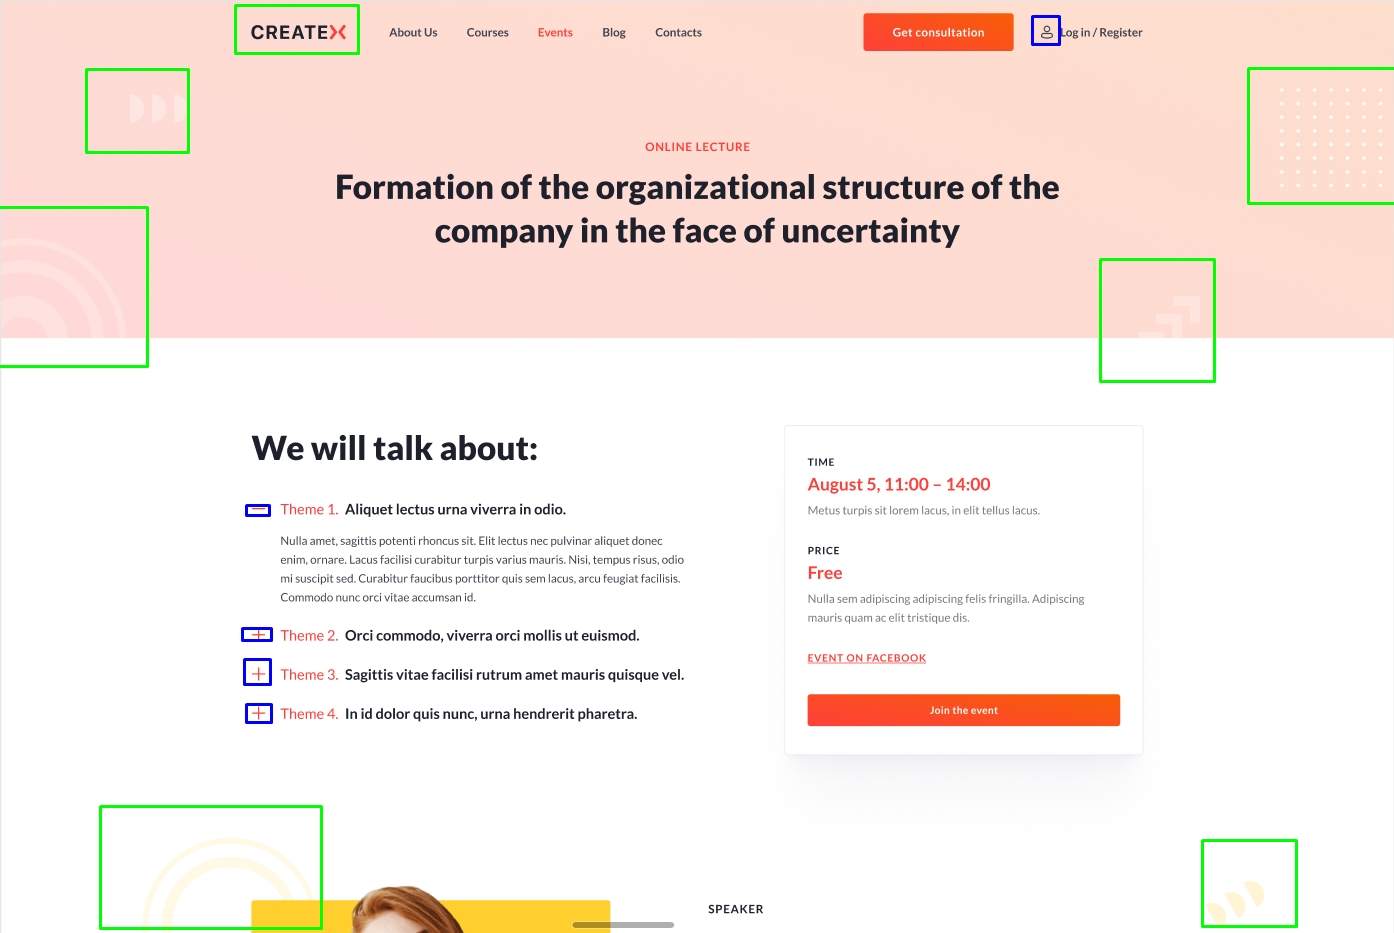 CREATEX
About Us
Courses
Events
Blog
Contacts
Get consultation
Log in / Register
ONLINE LECTURE
Formation of the organizational structure of the
company in the face of uncertainty
We will talk about:
Theme 1. Aliquet lectus urna viverra in odio.
Nulla amet, sagittis potenti rhoncus sit. Elit lectus nec pulvinar aliquet donec
enim, ornare. Lacus facilisi curabitur turpis varius mauris. Nisi, tempus risus, odio
mi suscipit sed. Curabitur faucibus porttitor quis sem lacus, arcu feugiat facilisis.
Commodo nunc orci vitae accumsan id.
Theme 2. Orci commodo, viverra orci mollis ut euismod.
Theme 3. Sagittis vitae facilisi rutrum amet mauris quisque vel.
Theme 4. In id dolor quis nunc, urna hendrerit pharetra.
TIME
August 5, 11:00 – 14:00
Metus turpis sit lorem lacus, in elit tellus lacus.
PRICE
Free
Nulla sem adipiscing adipiscing felis fringilla. Adipiscing
mauris quam ac elit tristique dis.
EVENT ON FACEBOOK
Join the event
SPEAKER